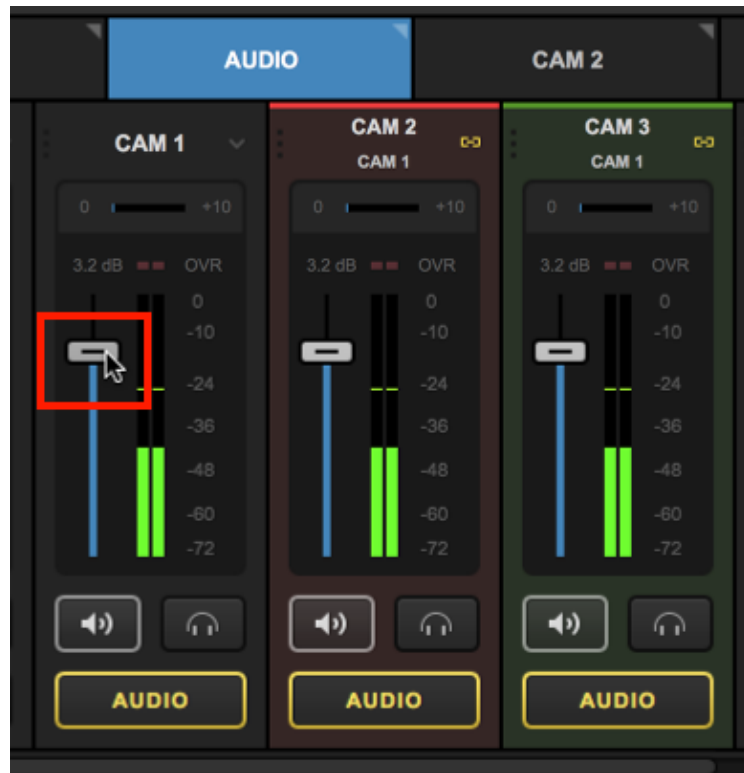 AUDIO CAM 2
CAM 1 CAM 2 CAM 3
CAM 1 CAM 1
0 +10 0 +10 0 +10
3.2 dB OVR 3.2 dB OVR 3.2 dB OVR
0 0 0
-10 -10 -10
-24 -24 -24
-36 -36 -36
-48 -48 -48
-60 -60 -60
-72 -72 -72
AUDIO AUDIO AUDIO